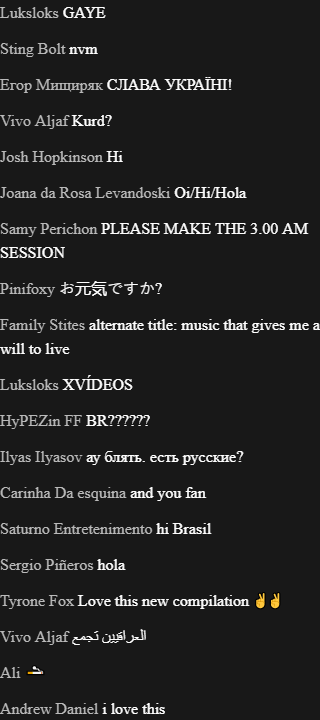 Luksloks GAYE
Sting Bolt nvm
Егор Мищиряк СЛАВА УКРАЇНІ!
Vivo Aljaf Kurd?
Josh Hopkinson Hi
Joana da Rosa Levandoski Oi/Hi/Hola
Samy Perichon PLEASE MAKE THE 3.00 AM
SESSION
Pinifoxy お元気ですか?
Family Stites alternate title: music that gives me a
will to live
Luksloks XVÍDEOS
HyPEZin FF BR??????
Ilyas Ilyasov ау блять. есть русские?
Carinha Da esquina and you fan
Saturno Entretenimento hi Brasil
Sergio Piñeros hola
Tyrone Fox Love this new compilation ✌✌
Vivo Aljaf العراقيين تجمع
Ali 🚬
Andrew Daniel i love this